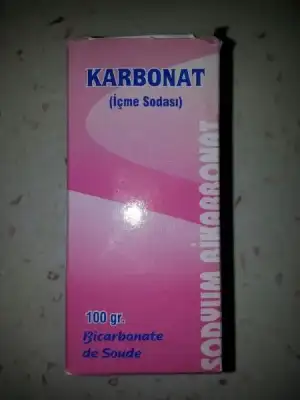 KARBONAT
(İçme Sodası)
100 gr.
Bicarbonate
de Soude
SODYUM BİKARBONAT